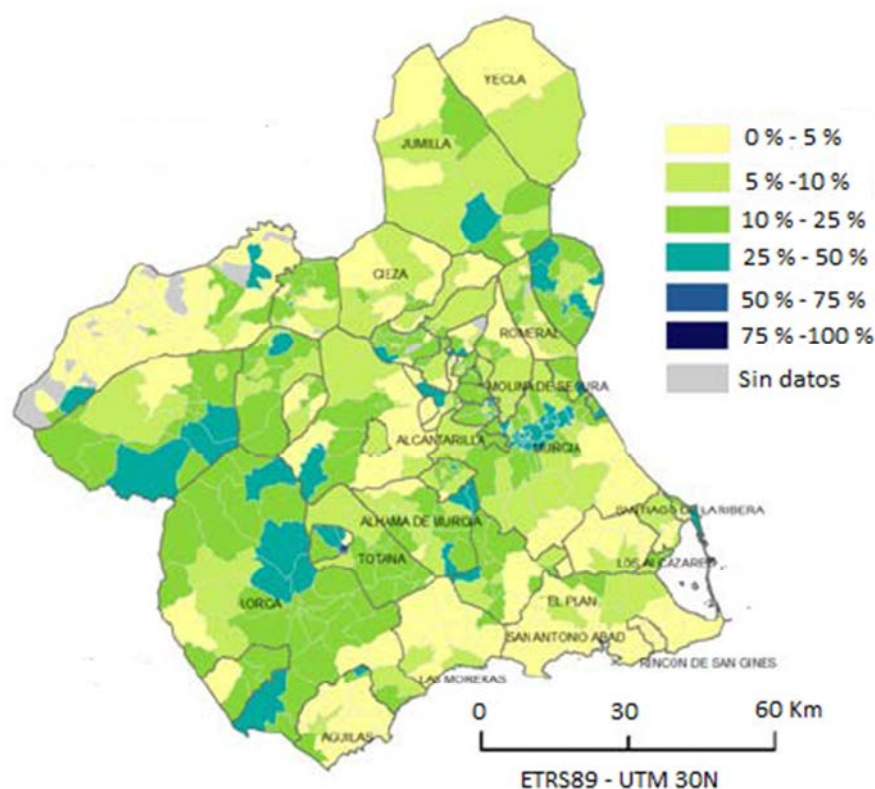 YECLA
JUMILLA
CIEZA
ROMERAL
MOLINA DE SEGURA
ALCANTARILLA
MURCIA
SANTIAGO DE LA RIBERA
ALHAMA DE MURCIA
LOS ALCAZARES
TOTANA
LORCA
EL PLAN
SAN ANTONIO ABAD
RINCON DE SAN GINES
LAS MORERAS
AGUILAS
0 % - 5 %
5 % -10 %
10 % - 25 %
25 % - 50 %
50 % - 75 %
75 % -100 %
Sin datos
0 30 60 Km
ETRS89 - UTM 30N